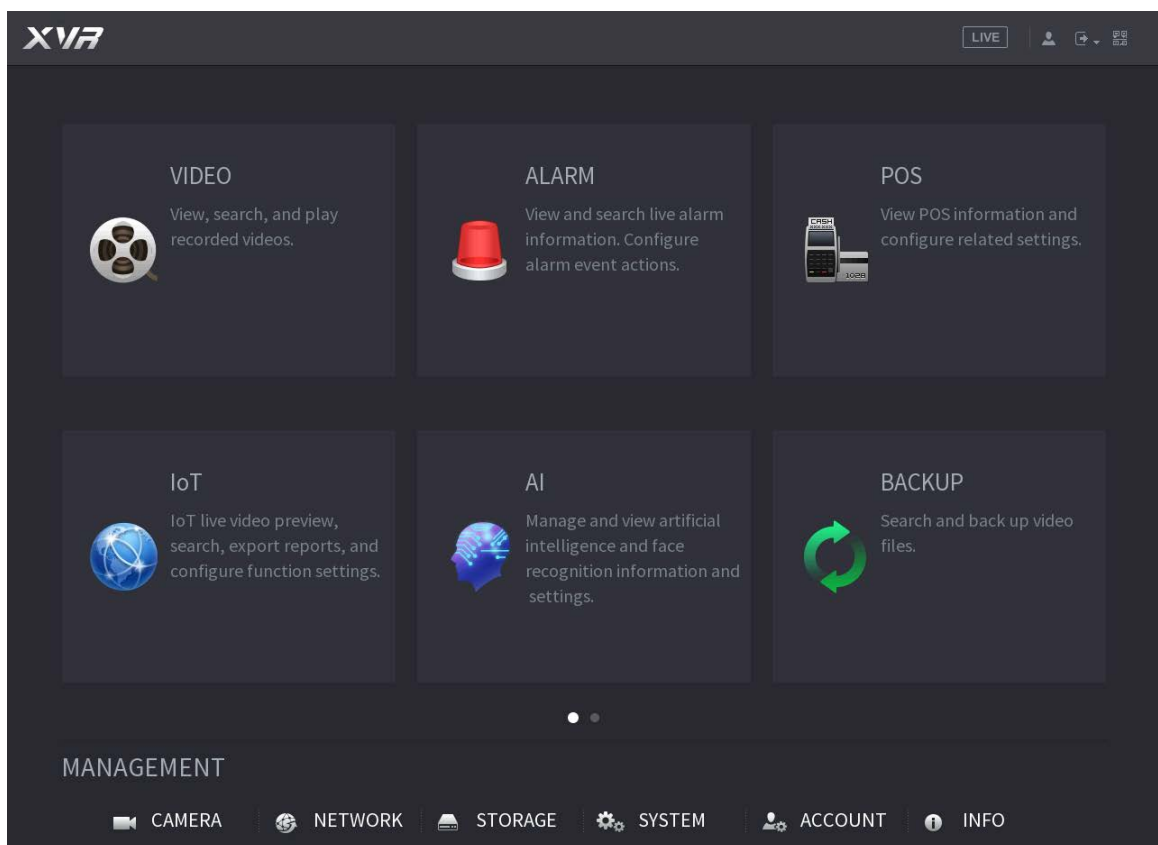 XVR
LIVE
VIDEO
View, search, and play
recorded videos.
ALARM
View and search live alarm
information. Configure
alarm event actions.
POS
View POS information and
configure related settings.
CASH
1028
IoT
IoT live video preview,
search, export reports, and
configure function settings.
AI
Manage and view artificial
intelligence and face
recognition information and
settings.
BACKUP
Search and back up video
files.
MANAGEMENT
CAMERA
NETWORK
STORAGE
SYSTEM
ACCOUNT
INFO